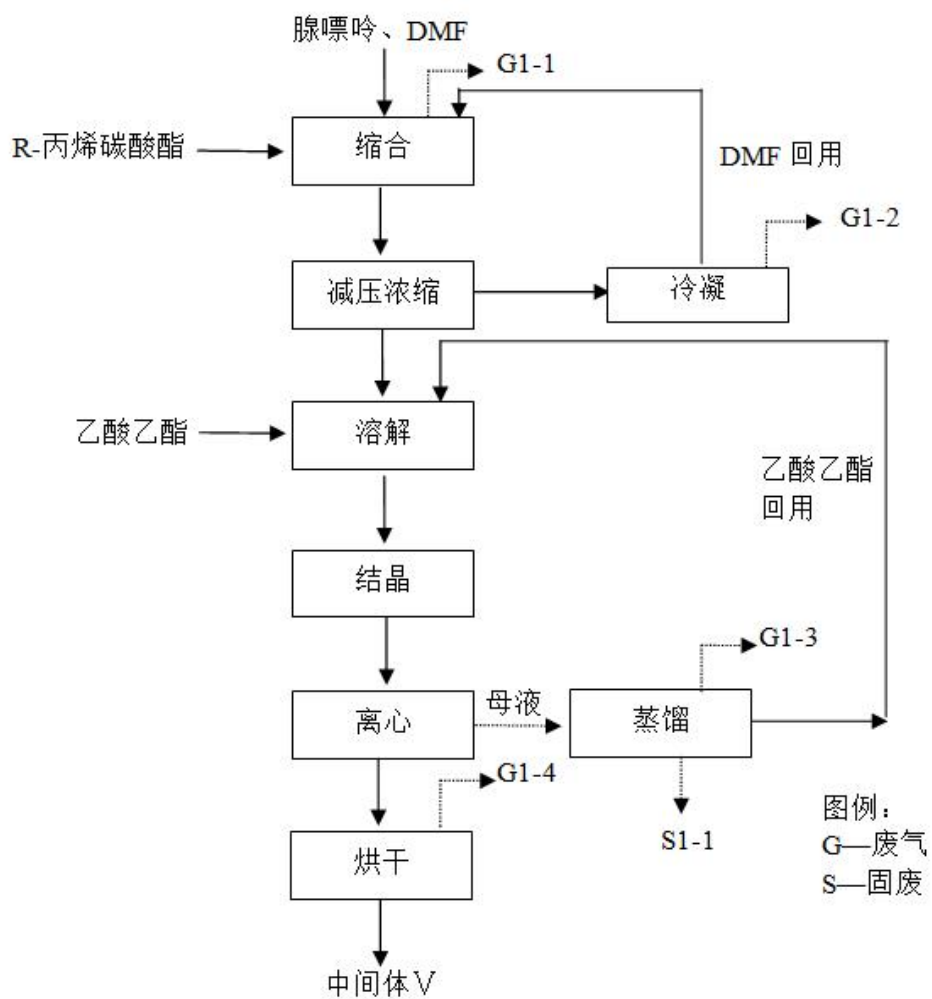 腺嘌呤、DMF
G1-1
R-丙烯碳酸酯
缩合
DMF 回用
G1-2
减压浓缩
冷凝
乙酸乙酯
溶解
乙酸乙酯
回用
结晶
G1-3
离心
母液
蒸馏
G1-4
S1-1
烘干
图例：
G—废气
S—固废
中间体Ⅴ